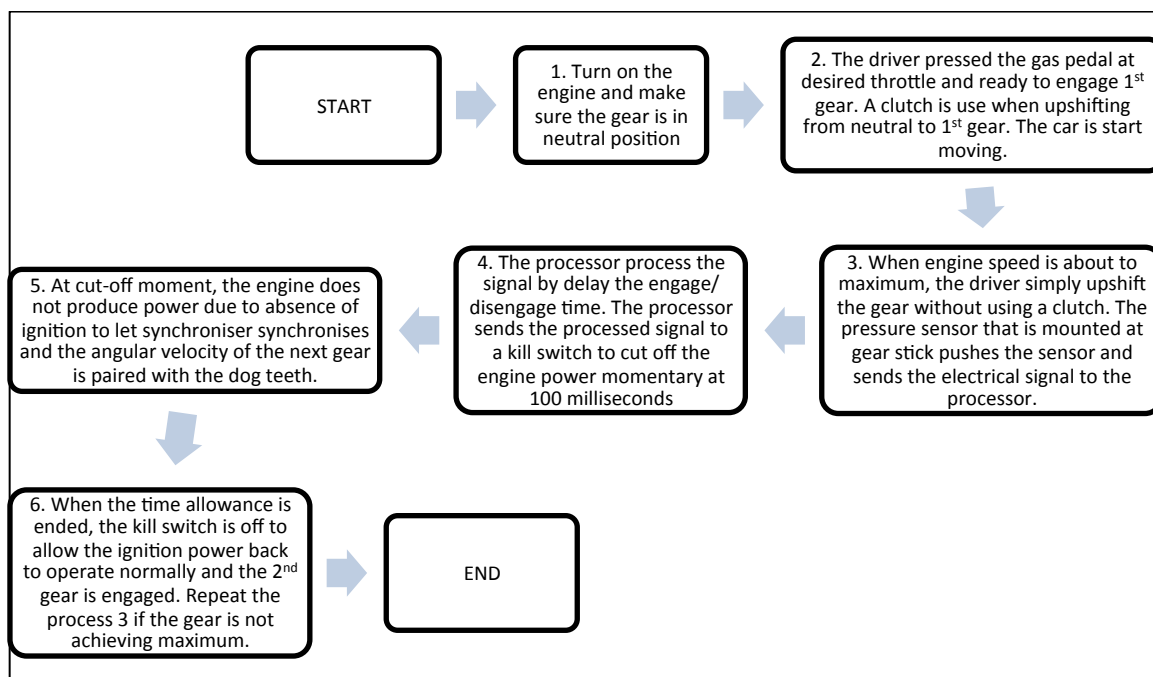 START
1. Turn on the
engine and make
sure the gear is in
neutral position
2. The driver pressed the gas pedal at
desired throttle and ready to engage 1st
gear. A clutch is use when upshifting
from neutral to 1st gear. The car is start
moving.
3. When engine speed is about to
maximum, the driver simply upshift
the gear without using a clutch. The
pressure sensor that is mounted at
gear stick pushes the sensor and
sends the electrical signal to the
processor.
4. The processor process the
signal by delay the engage/
disengage time. The processor
sends the processed signal to
a kill switch to cut off the
engine power momentary at
100 milliseconds
5. At cut-off moment, the engine does
not produce power due to absence of
ignition to let synchroniser synchronises
and the angular velocity of the next gear
is paired with the dog teeth.
6. When the time allowance is
ended, the kill switch is off to
allow the ignition power back
to operate normally and the 2nd
gear is engaged. Repeat the
process 3 if the gear is not
achieving maximum.
END